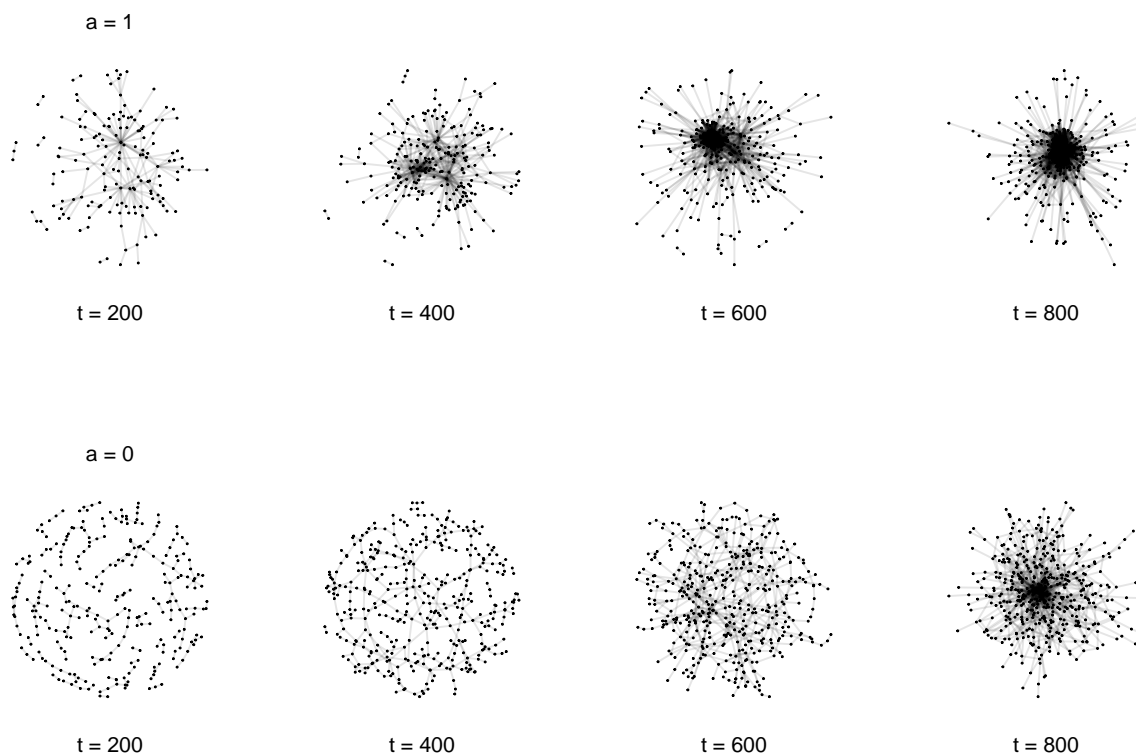 a = 1
t = 200
t = 400
t = 600
t = 800
a = 0
t = 200
t = 400
t = 600
t = 800